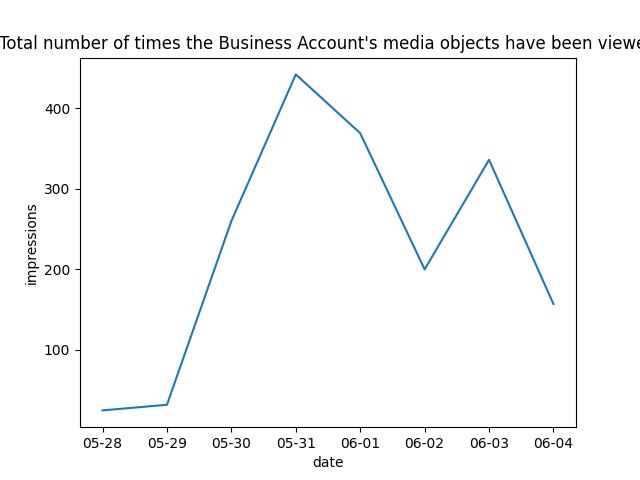 Total number of times the Business Account's media objects have been viewe
400
300
200
100
impressions
05-28 05-29 05-30 05-31 06-01 06-02 06-03 06-04
date